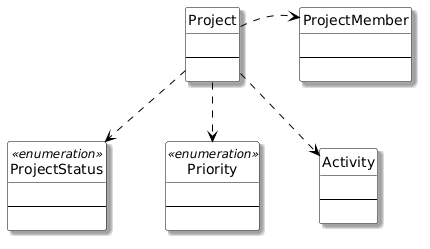 Project
ProjectMember
«enumeration»
ProjectStatus
«enumeration»
Priority
Activity